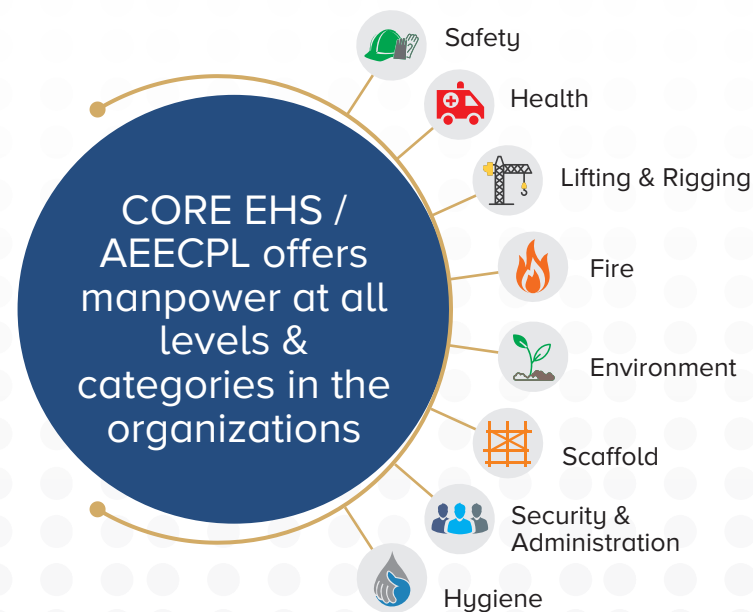 CORE EHS /
AEECPL offers
manpower at all
levels &
categories in the
organizations
Safety
Health
Lifting & Rigging
Fire
Environment
Scaffold
Security &
Administration
Hygiene